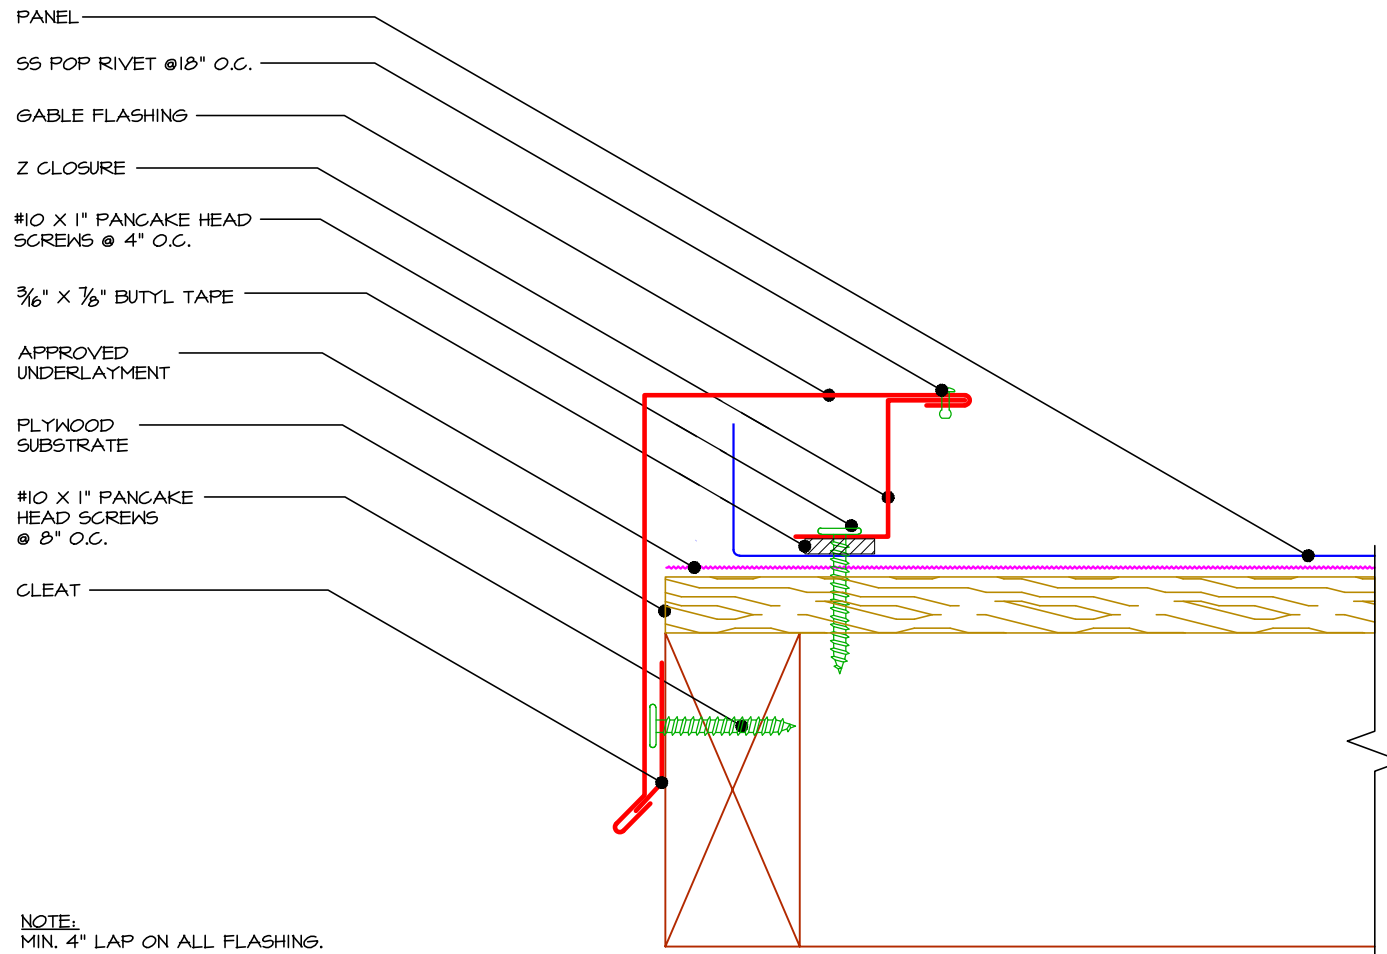 PANEL
SS POP RIVET @18" O.C.
GABLE FLASHING
Z CLOSURE
#10 X 1" PANCAKE HEAD
SCREWS @ 4" O.C.
3/16" X 7/8" BUTYL TAPE
APPROVED
UNDERLAYMENT
PLYWOOD
SUBSTRATE
#10 X 1" PANCAKE
HEAD SCREWS
@ 8" O.C.
CLEAT
NOTE:
MIN. 4" LAP ON ALL FLASHING.